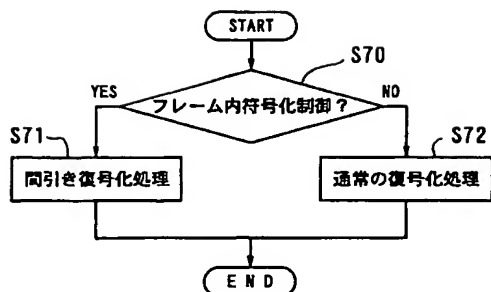 START
S70
YES
フレーム内符号化制御？
NO
S71
S72
間引き復号化処理
通常の復号化処理
END